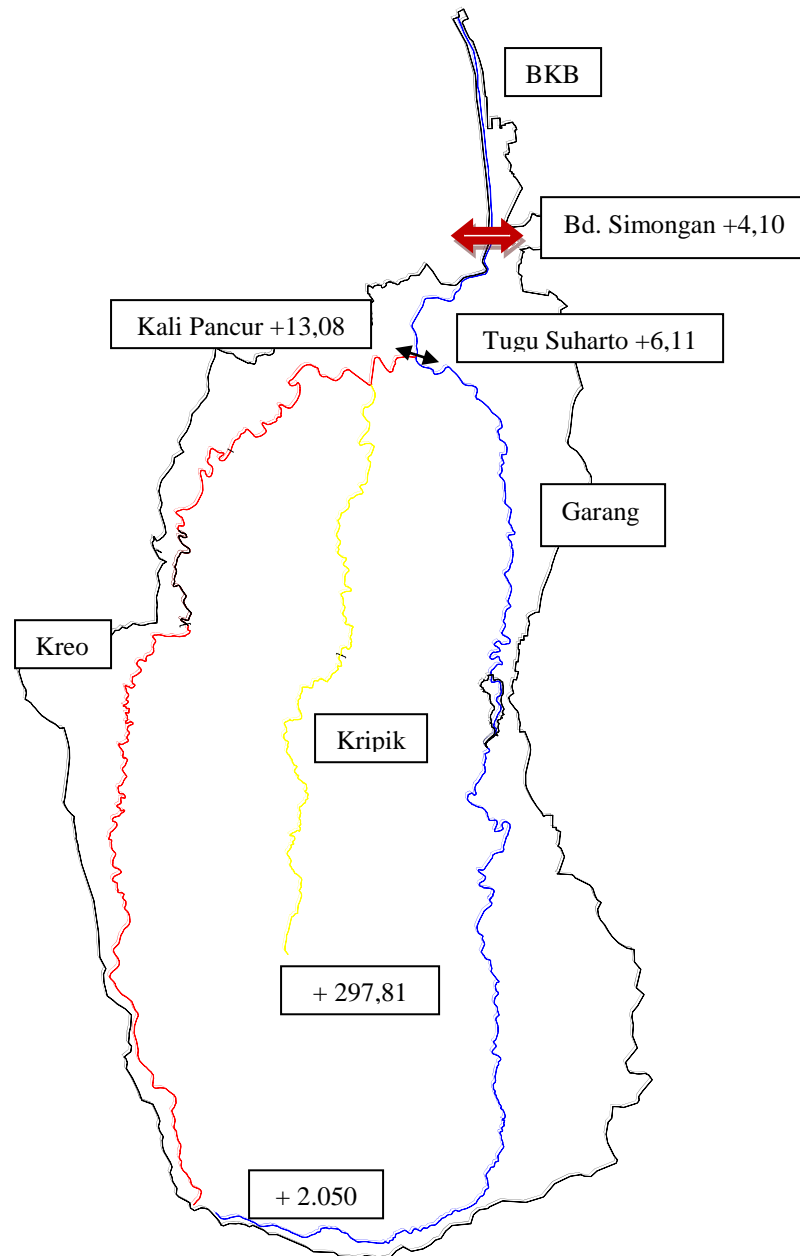 BKB
Bd. Simongan +4,10
Kali Pancur +13,08
Tugu Suharto +6,11
Garang
Kreo
Kripik
+ 297,81
+ 2.050